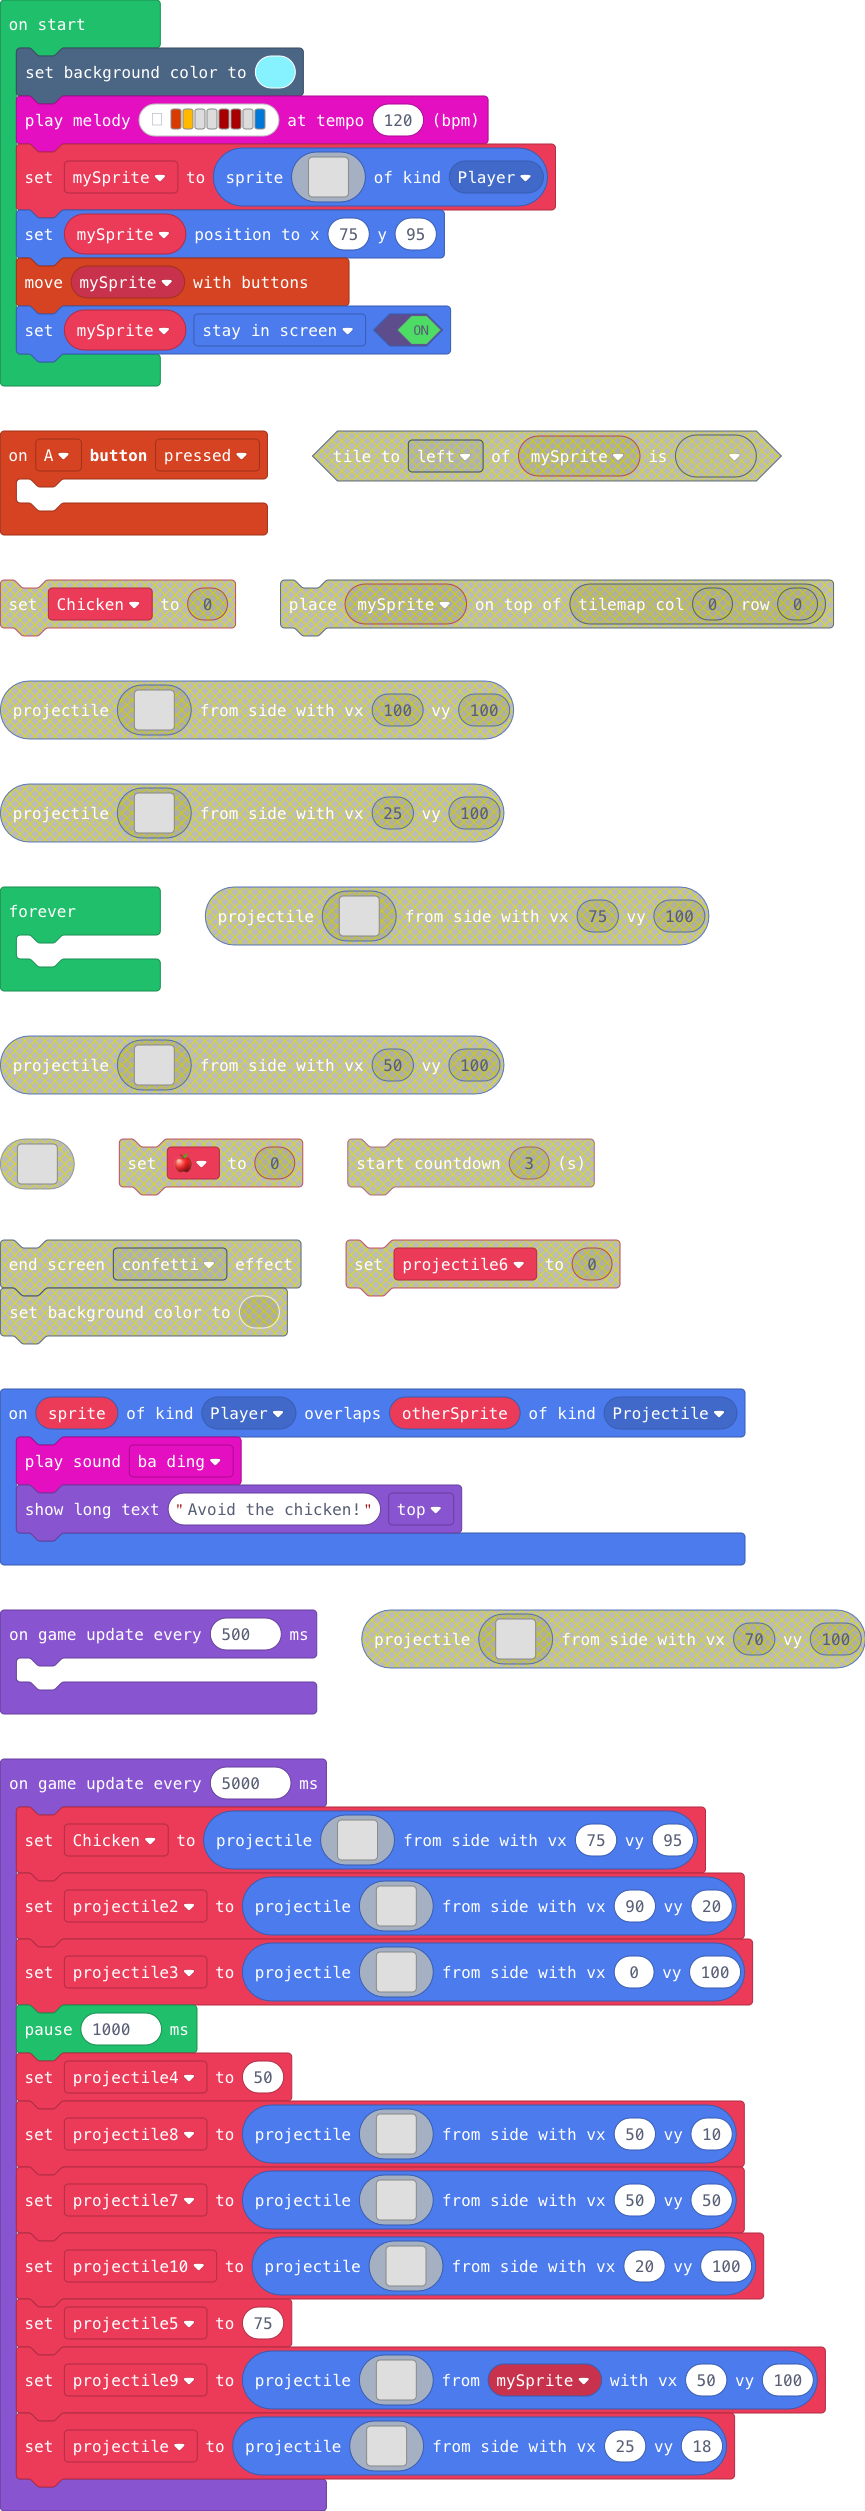 on start
set background color to
play melody at tempo 120 (bpm)
set mySprite to sprite of kind Player
set mySprite position to x 75 y 95
move mySprite with buttons
set mySprite stay in screen ON
on A button pressed
tile to left of mySprite is
set Chicken to 0
place mySprite on top of tilemap col 0 row 0
projectile from side with vx 100 vy 100
projectile from side with vx 25 vy 100
forever
projectile from side with vx 75 vy 100
projectile from side with vx 50 vy 100
set 🍎 to 0
start countdown 3 (s)
end screen confetti effect
set background color to
set projectile6 to 0
on sprite of kind Player overlaps otherSprite of kind Projectile
play sound ba ding
show long text "Avoid the chicken!" top
on game update every 500 ms
projectile from side with vx 70 vy 100
on game update every 5000 ms
set Chicken to projectile from side with vx 75 vy 95
set projectile2 to projectile from side with vx 90 vy 20
set projectile3 to projectile from side with vx 0 vy 100
pause 1000 ms
set projectile4 to 50
set projectile8 to projectile from side with vx 50 vy 10
set projectile7 to projectile from side with vx 50 vy 50
set projectile10 to projectile from side with vx 20 vy 100
set projectile5 to 75
set projectile9 to projectile from mySprite with vx 50 vy 100
set projectile to projectile from side with vx 25 vy 18